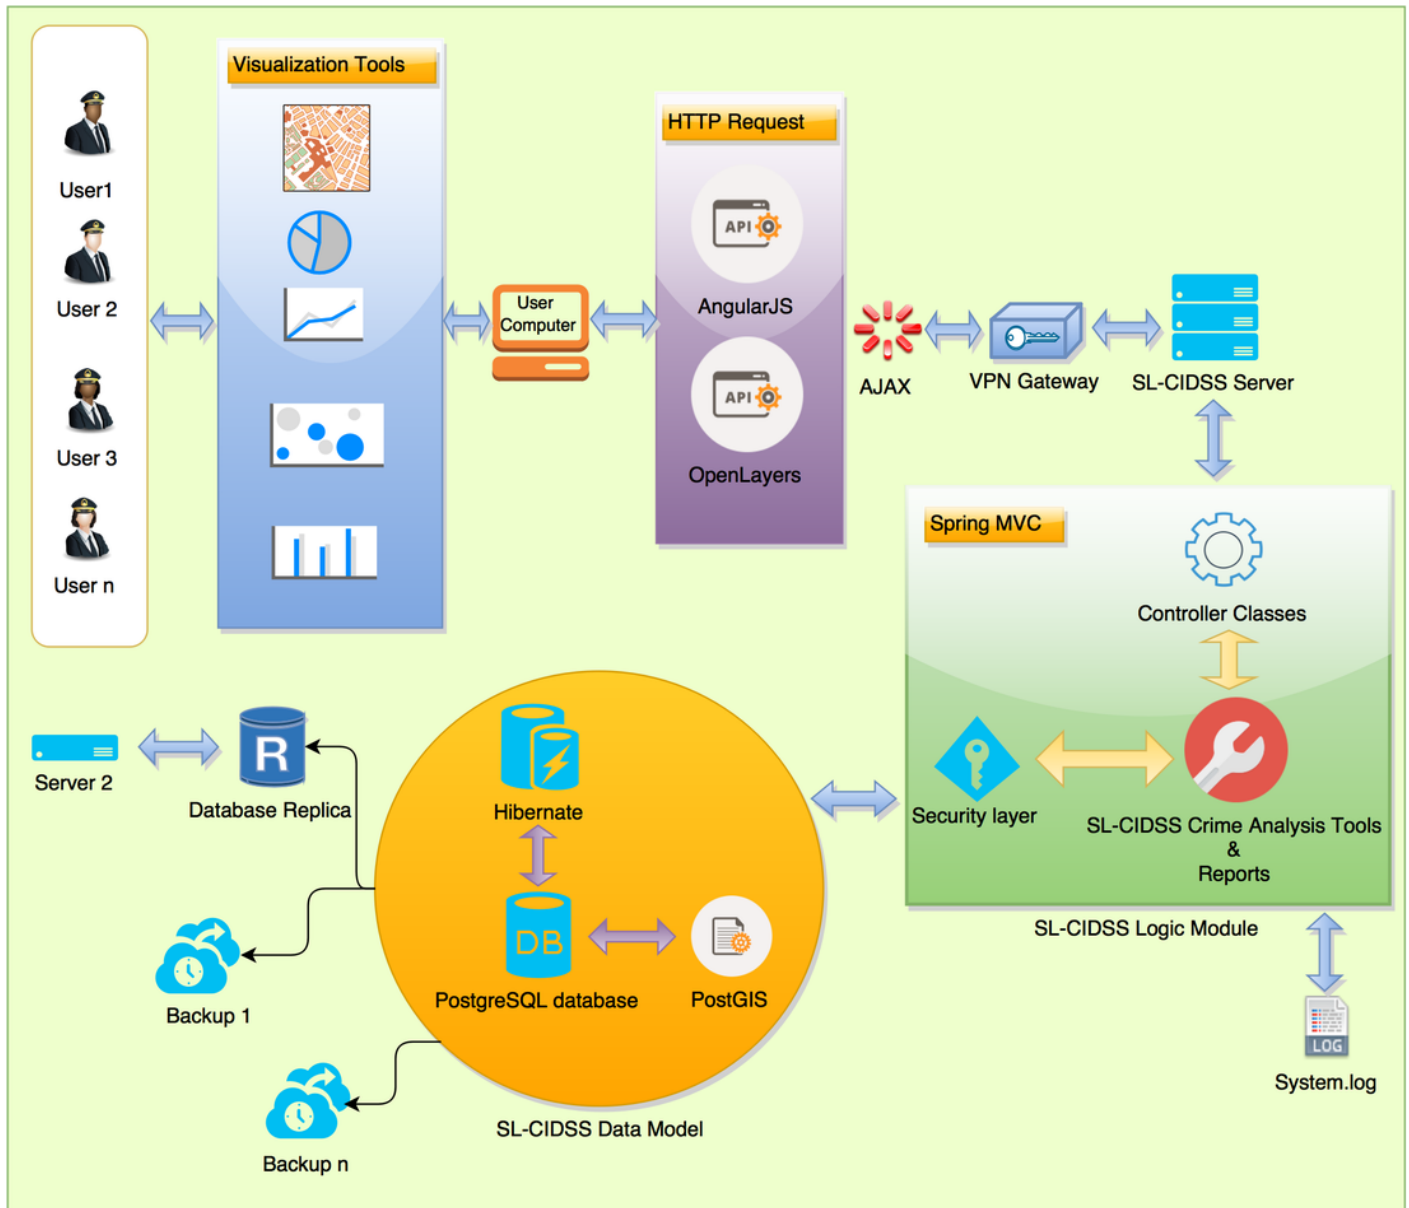 Visualization Tools
HTTP Request
User1
User 2
User 3
User n
User
Computer
API
AngularJS
API
OpenLayers
AJAX
VPN Gateway
SL-CIDSS Server
Spring MVC
Controller Classes
Security layer
SL-CIDSS Crime Analysis Tools
&
Reports
SL-CIDSS Logic Module
LOG
System.log
Server 2
R
Database Replica
Hibernate
DB
PostgreSQL database
PostGIS
Backup 1
Backup n
SL-CIDSS Data Model